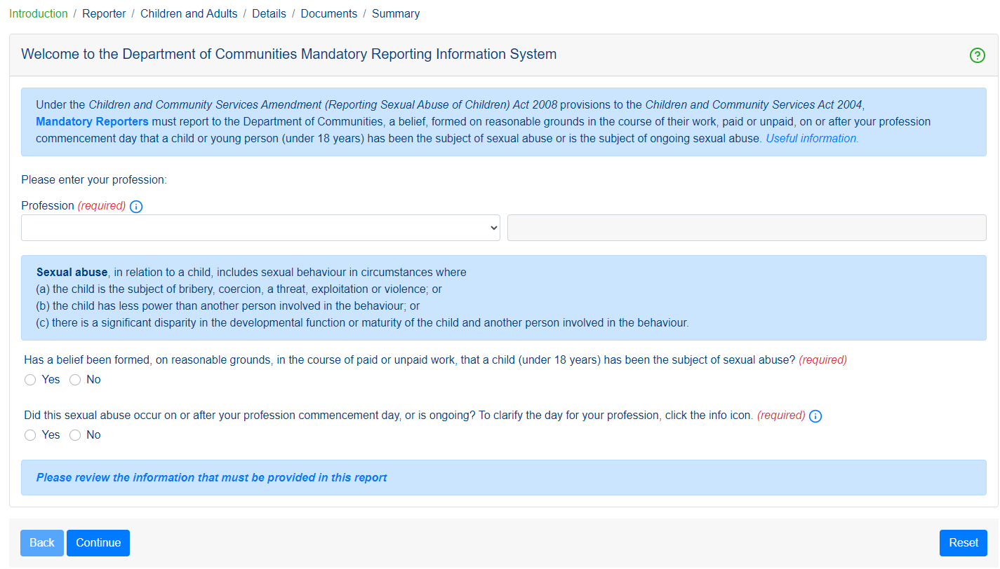 Introduction / Reporter / Children and Adults / Details / Documents / Summary
Welcome to the Department of Communities Mandatory Reporting Information System
Under the Children and Community Services Amendment (Reporting Sexual Abuse of Children) Act 2008 provisions to the Children and Community Services Act 2004,
Mandatory Reporters must report to the Department of Communities, a belief, formed on reasonable grounds in the course of their work, paid or unpaid, on or after your profession
commencement day that a child or young person (under 18 years) has been the subject of sexual abuse or is the subject of ongoing sexual abuse. Useful information.
Please enter your profession:
Profession (required)
Sexual abuse, in relation to a child, includes sexual behaviour in circumstances where
(a) the child is the subject of bribery, coercion, a threat, exploitation or violence; or
(b) the child has less power than another person involved in the behaviour; or
(c) there is a significant disparity in the developmental function or maturity of the child and another person involved in the behaviour.
Has a belief been formed, on reasonable grounds, in the course of paid or unpaid work, that a child (under 18 years) has been the subject of sexual abuse? (required)
Yes No
Did this sexual abuse occur on or after your profession commencement day, or is ongoing? To clarify the day for your profession, click the info icon. (required)
Yes No
Please review the information that must be provided in this report
Back Continue Reset